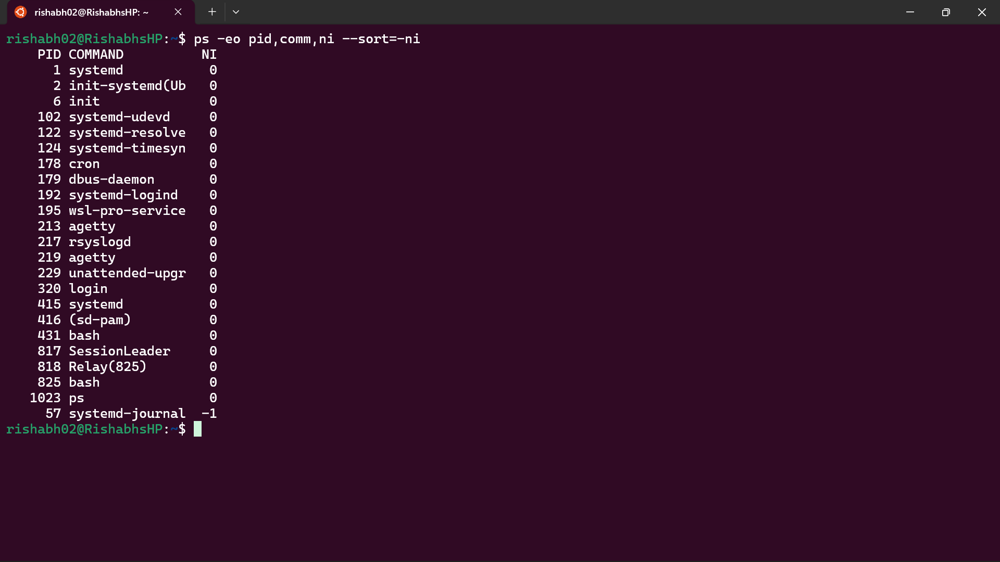 rishabh02@RishabhsHP: ~
rishabh02@RishabhsHP:~$ ps -eo pid,comm,ni --sort=-ni
    PID COMMAND          NI
      1 systemd           0
      2 init-systemd(Ub   0
      6 init              0
    102 systemd-udevd     0
    122 systemd-resolve   0
    124 systemd-timesyn   0
    178 cron              0
    179 dbus-daemon       0
    192 systemd-logind    0
    195 wsl-pro-service   0
    213 agetty            0
    217 rsyslogd          0
    219 agetty            0
    229 unattended-upgr   0
    320 login             0
    415 systemd           0
    416 (sd-pam)          0
    431 bash              0
    817 SessionLeader     0
    818 Relay(825)        0
    825 bash              0
   1023 ps                0
     57 systemd-journal  -1
rishabh02@RishabhsHP:~$